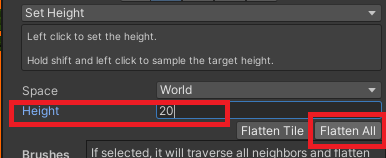 Set Height
Left click to set the height.
Hold shift and left click to sample the target height.
Space World
Height 20
Flatten Tile Flatten All
Brushes If selected, it will traverse all neighbors and flatten